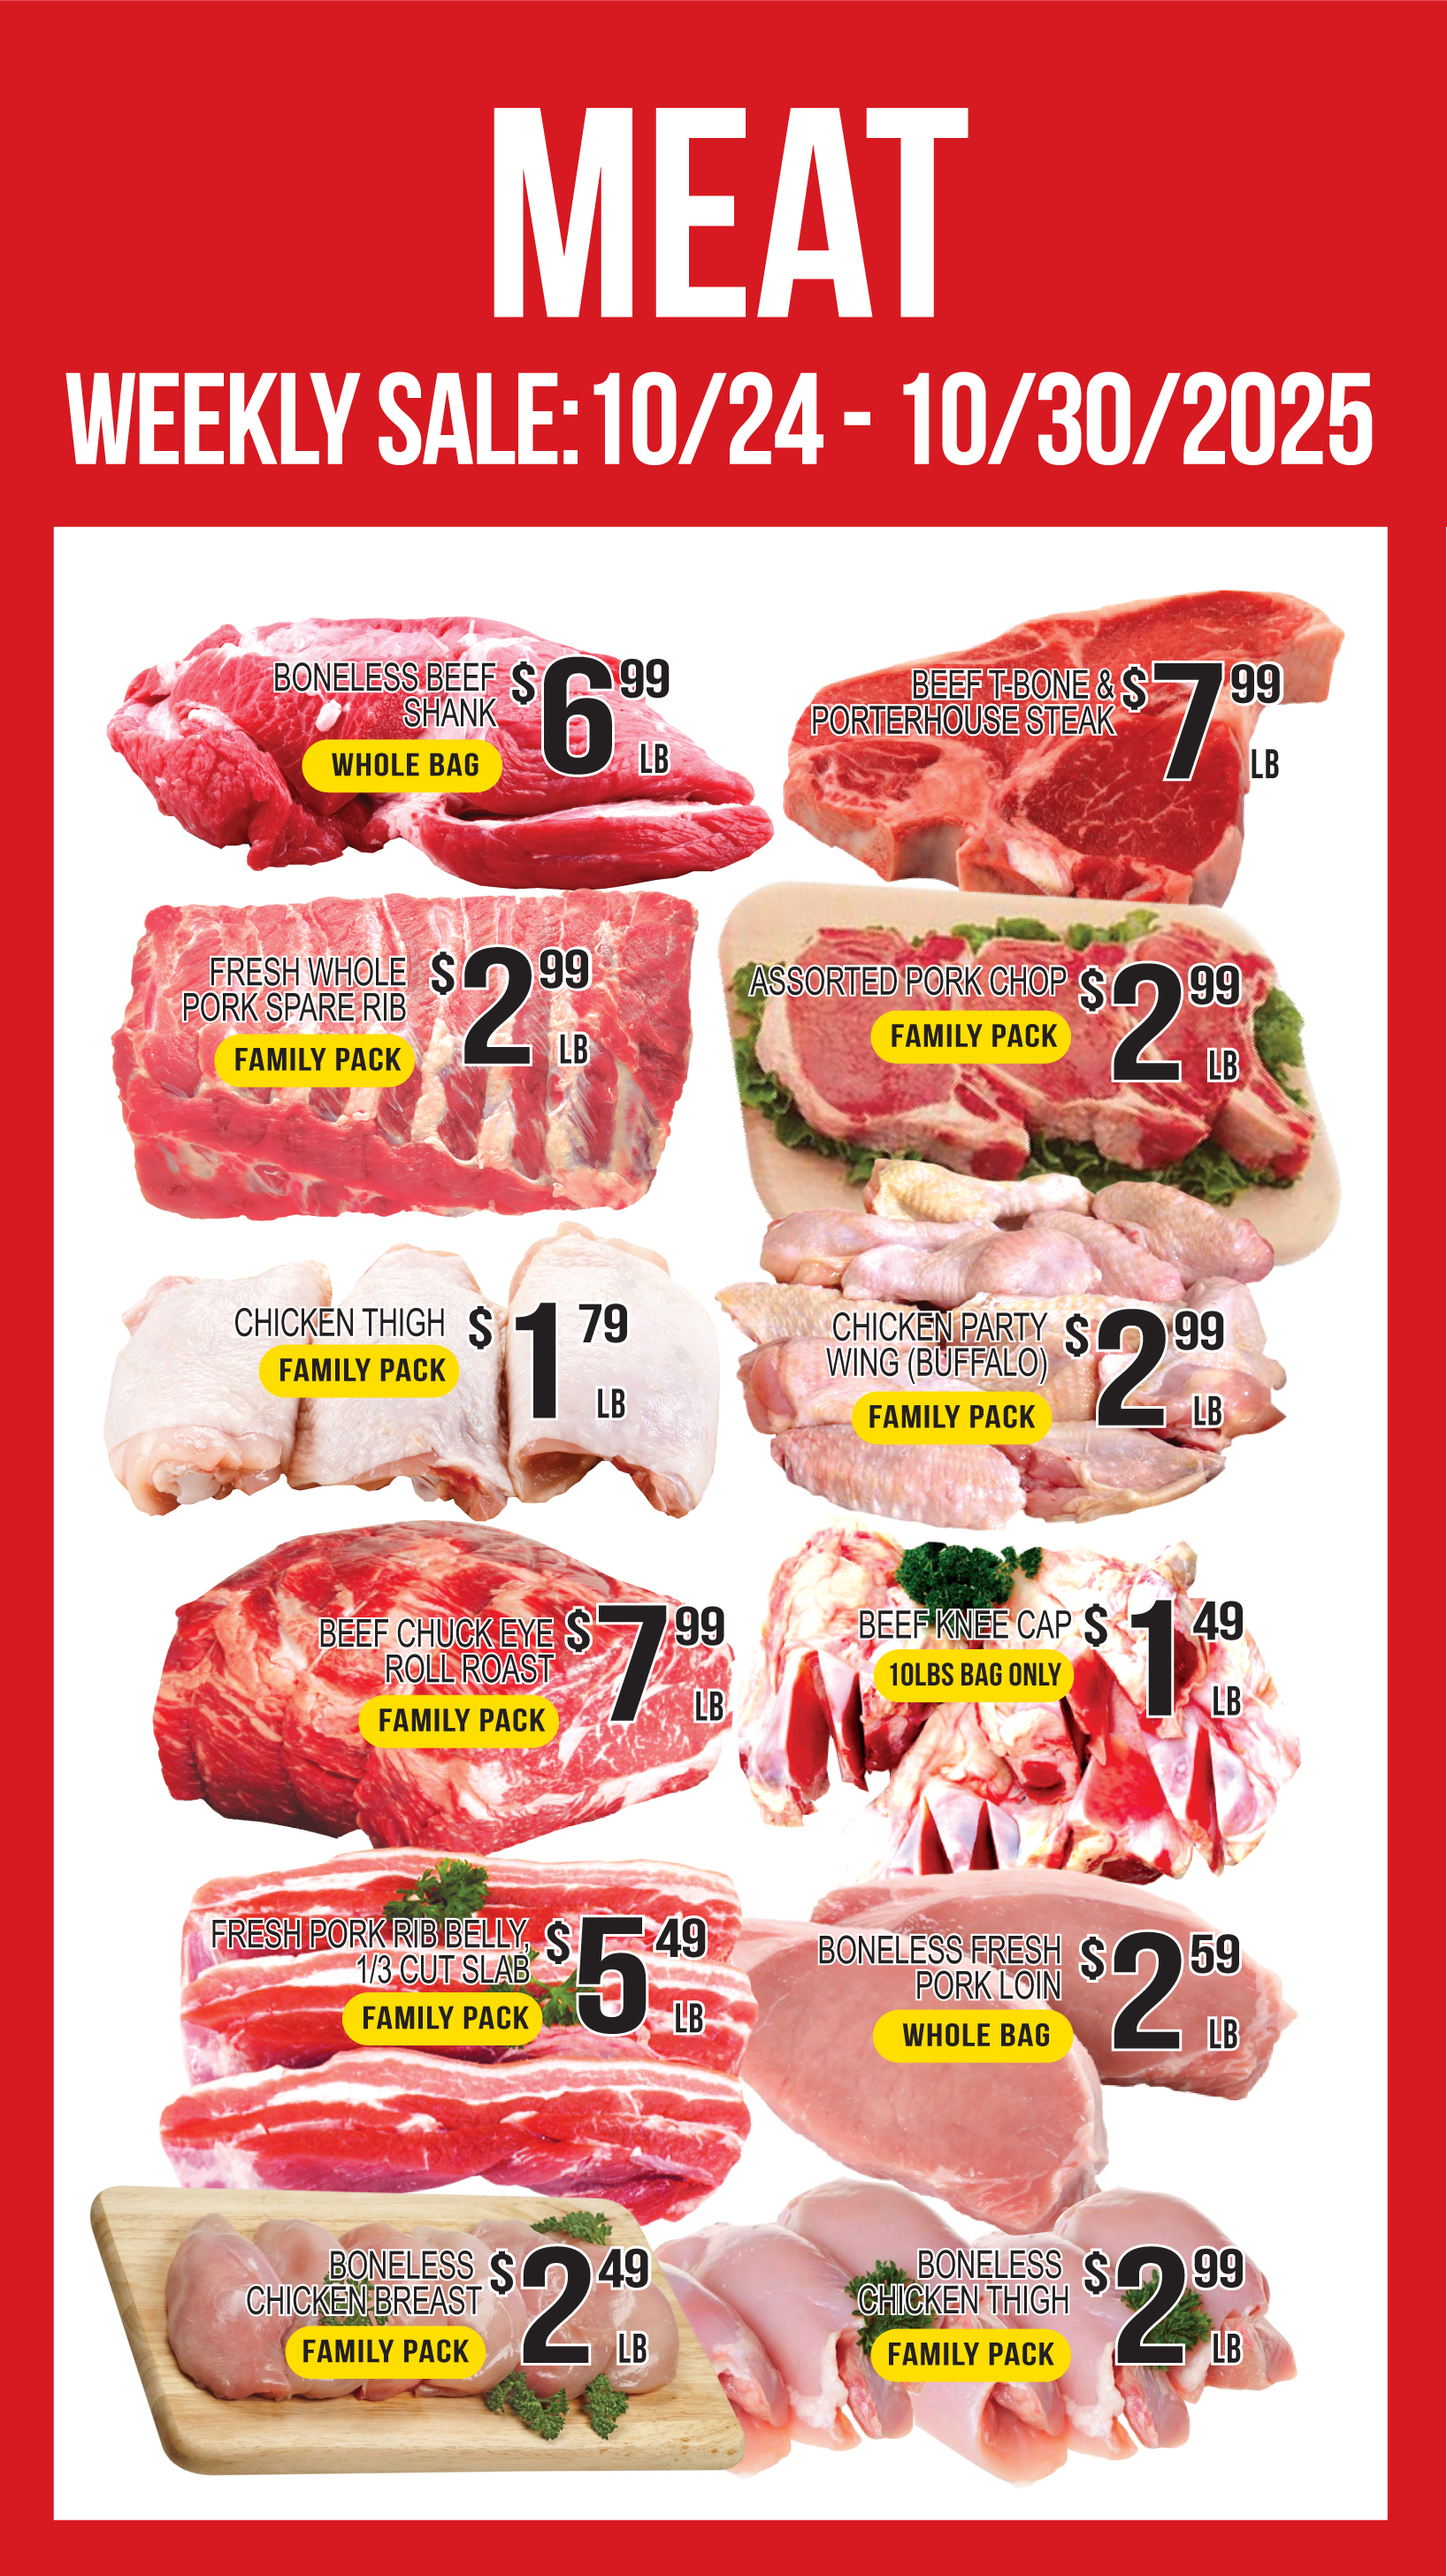 MEAT
WEEKLY SALE: 10/24 - 10/30/2025
BONELESS BEEF
SHANK
WHOLE BAG
$6.99
LB
BEEF T-BONE &
PORTERHOUSE STEAK
$7.99
LB
FRESH WHOLE
PORK SPARE RIB
FAMILY PACK
$2.99
LB
ASSORTED PORK CHOP
FAMILY PACK
$2.99
LB
CHICKEN THIGH
FAMILY PACK
$1.79
LB
CHICKEN PARTY
WING (BUFFALO)
FAMILY PACK
$2.99
LB
BEEF CHUCK EYE
ROLL ROAST
FAMILY PACK
$7.99
LB
BEEF KNEE CAP
10LBS BAG ONLY
$1.49
LB
FRESH PORK RIB BELLY,
1/3 CUT SLAB
FAMILY PACK
$5.49
LB
BONELESS FRESH
PORK LOIN
WHOLE BAG
$2.59
LB
BONELESS
CHICKEN BREAST
FAMILY PACK
$2.49
LB
BONELESS
CHICKEN THIGH
FAMILY PACK
$2.99
LB